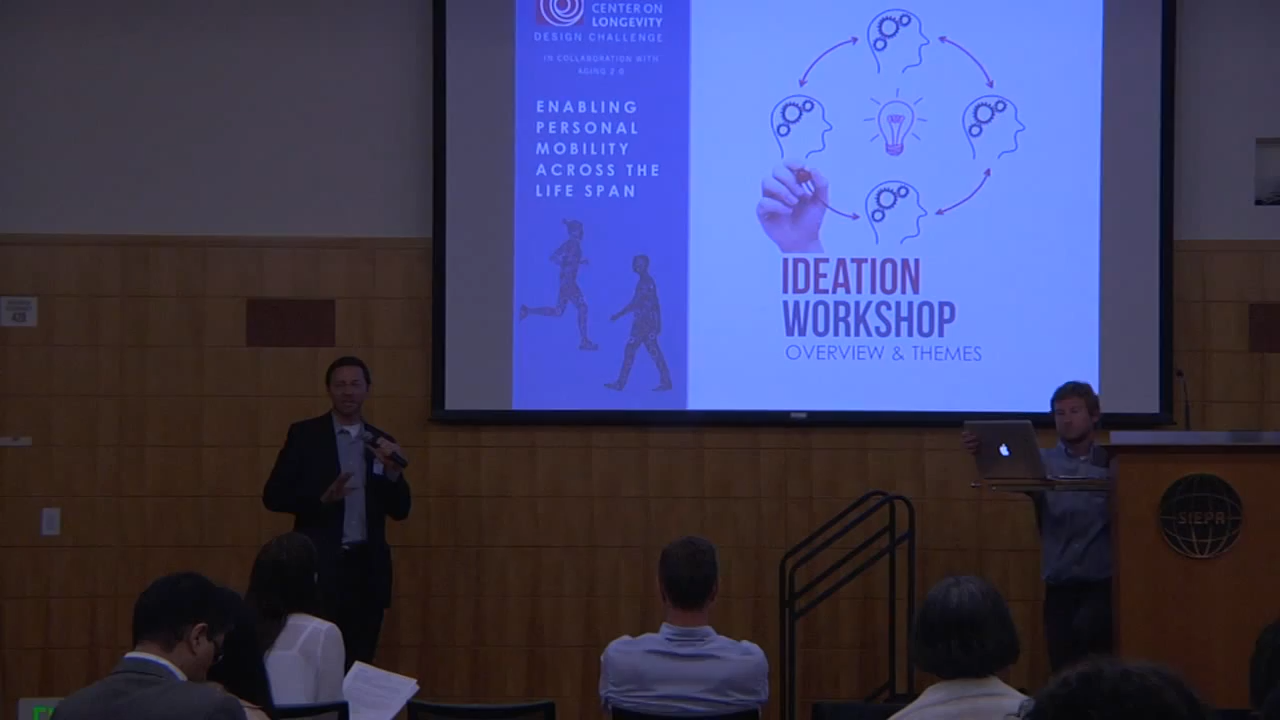 CENTER ON
LONGEVITY
DESIGN CHALLENGE
IN COLLABORATION WITH
AGING 2.0
ENABLING
PERSONAL
MOBILITY
ACROSS THE
LIFE SPAN
IDEATION
WORKSHOP
OVERVIEW & THEMES
SIEPR